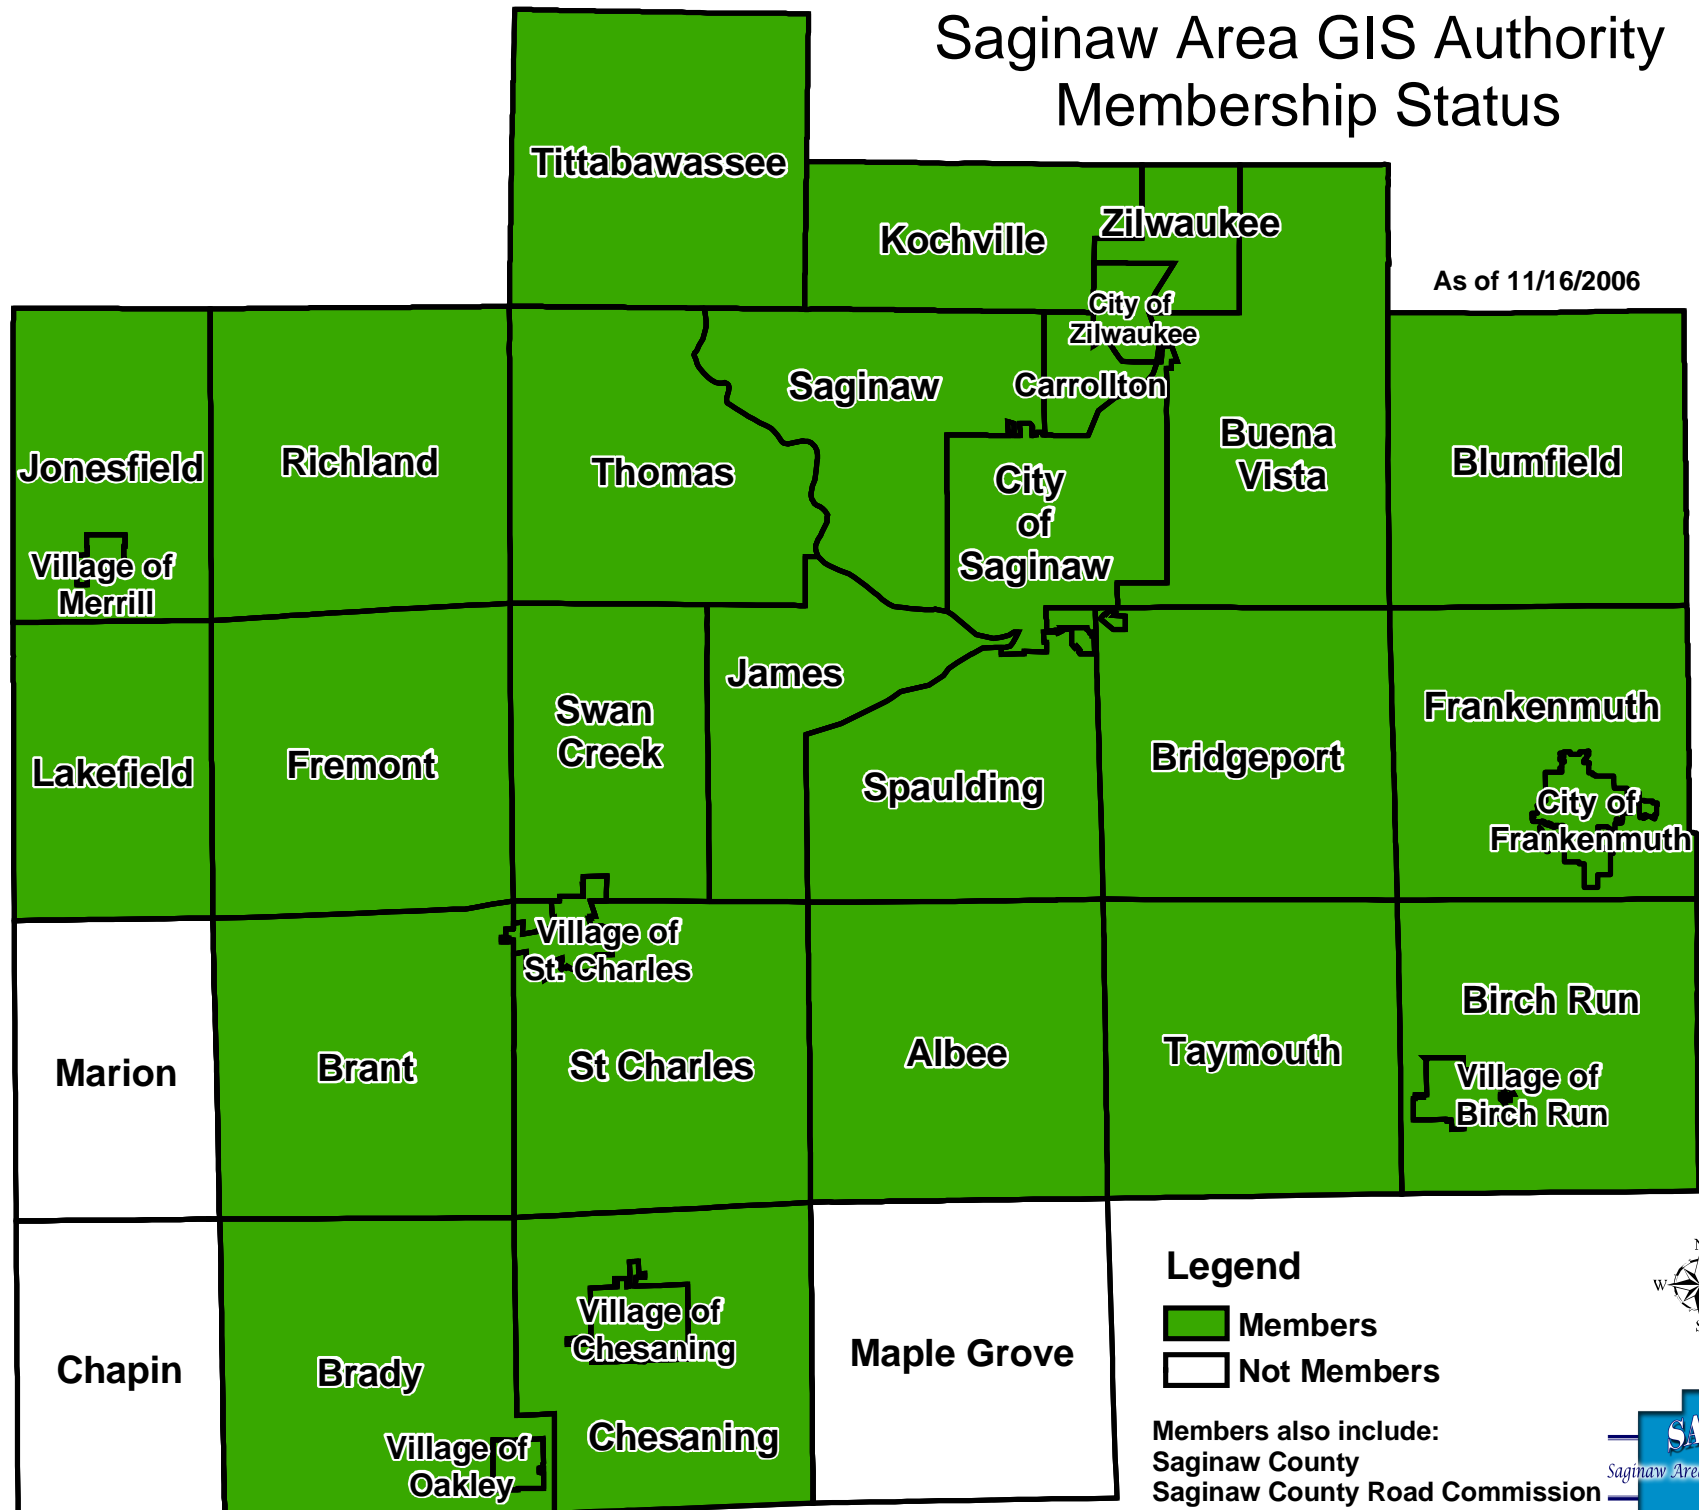 Saginaw Area GIS Authority
Membership Status
As of 11/16/2006
Tittabawassee
Kochville
Zilwaukee
City of
Zilwaukee
Saginaw
Carrollton
Jonesfield
Richland
Thomas
City
of
Saginaw
Buena
Vista
Blumfield
Village of
Merrill
James
Swan
Creek
Lakefield
Fremont
Spaulding
Bridgeport
Frankenmuth
City of
Frankenmuth
Village of
St. Charles
Marion
Brant
St Charles
Albee
Taymouth
Birch Run
Village of
Birch Run
Chapin
Brady
Village of
Chesaning
Chesaning
Village of
Oakley
Maple Grove
Legend
Members
Not Members
Members also include:
Saginaw County
Saginaw County Road Commission
W
SA
Saginaw Area